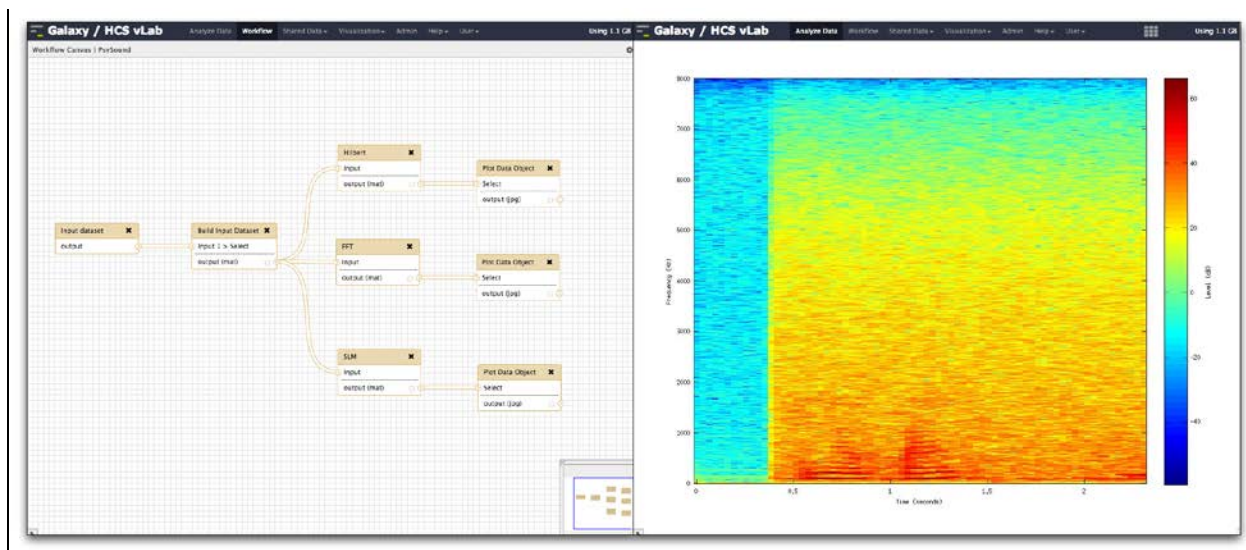 Galaxy / HCS vLab
Analyze Data Workflow Shared Data Visualization Admin Help User
Using 1.1 GB
Workflow Canvas | PsySound
Hilbert
Input
output (mat)
Plot Data Object
Select
output (jpg)
Input dataset
output
Build Input Dataset
Input 1 > Select
output (mat)
FFT
Input
output (mat)
Plot Data Object
Select
output (jpg)
SLM
Input
output (mat)
Plot Data Object
Select
output (jpg)
Galaxy / HCS vLab
Analyze Data Workflow Shared Data Visualization Admin Help User
Using 1.1 GB
8000
7000
6000
5000
4000
3000
2000
1000
0
Frequency (Hz)
0 0.5 1 1.5 2
Time (seconds)
60
40
20
0
-20
-40
Level (dB)